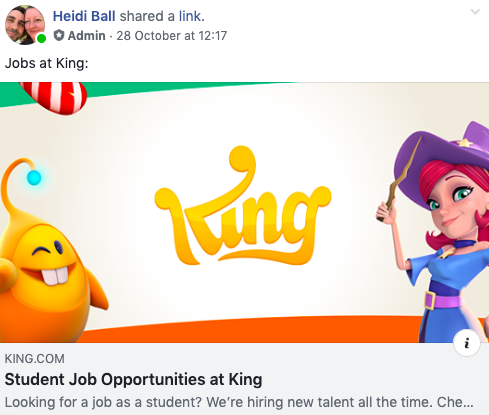 Heidi Ball shared a link.
Admin · 28 October at 12:17
Jobs at King:
King
i
KING.COM
Student Job Opportunities at King
Looking for a job as a student? We're hiring new talent all the time. Che...